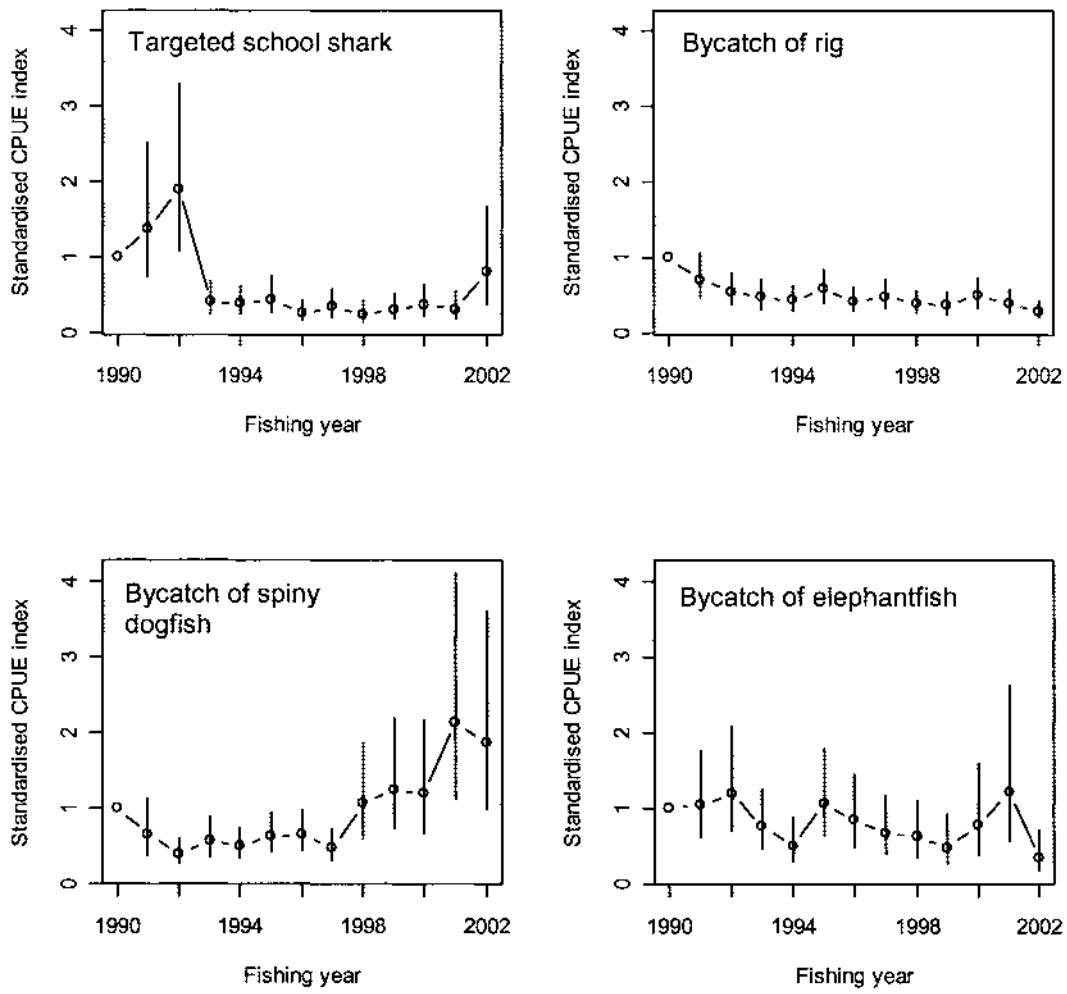 Targeted school shark
Standardised CPUE index
4
3
2
1
0
1990 1994 1998 2002
Fishing year
Bycatch of rig
Standardised CPUE index
4
3
2
1
0
1990 1994 1998 2002
Fishing year
Bycatch of spiny
dogfish
Standardised CPUE index
4
3
2
1
0
1990 1994 1998 2002
Fishing year
Bycatch of elephantfish
Standardised CPUE index
4
3
2
1
0
1990 1994 1998 2002
Fishing year